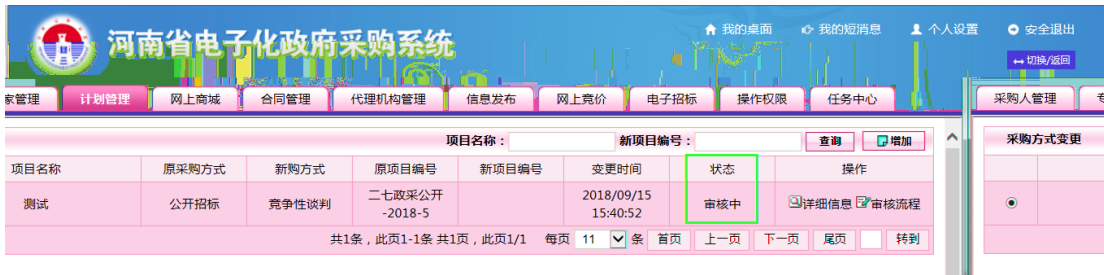 河南省电子化政府采购系统
我的桌面 我的短消息 个人设置 安全退出
切换/返回
家管理 计划管理 网上商城 合同管理 代理机构管理 信息发布 网上竞价 电子招标 操作权限 任务中心 采购人管理
项目名称： 新项目编号： 查询 增加 采购方式变更
项目名称 原采购方式 新购方式 原项目编号 新项目编号 变更时间 状态 操作
测试 公开招标 竞争性谈判 二七政采公开-2018-5 2018/09/15 15:40:52 审核中 详细信息 审核流程
共1条，此页1-1条 共1页，此页1/1 每页 11 条 首页 上一页 下一页 尾页 转到